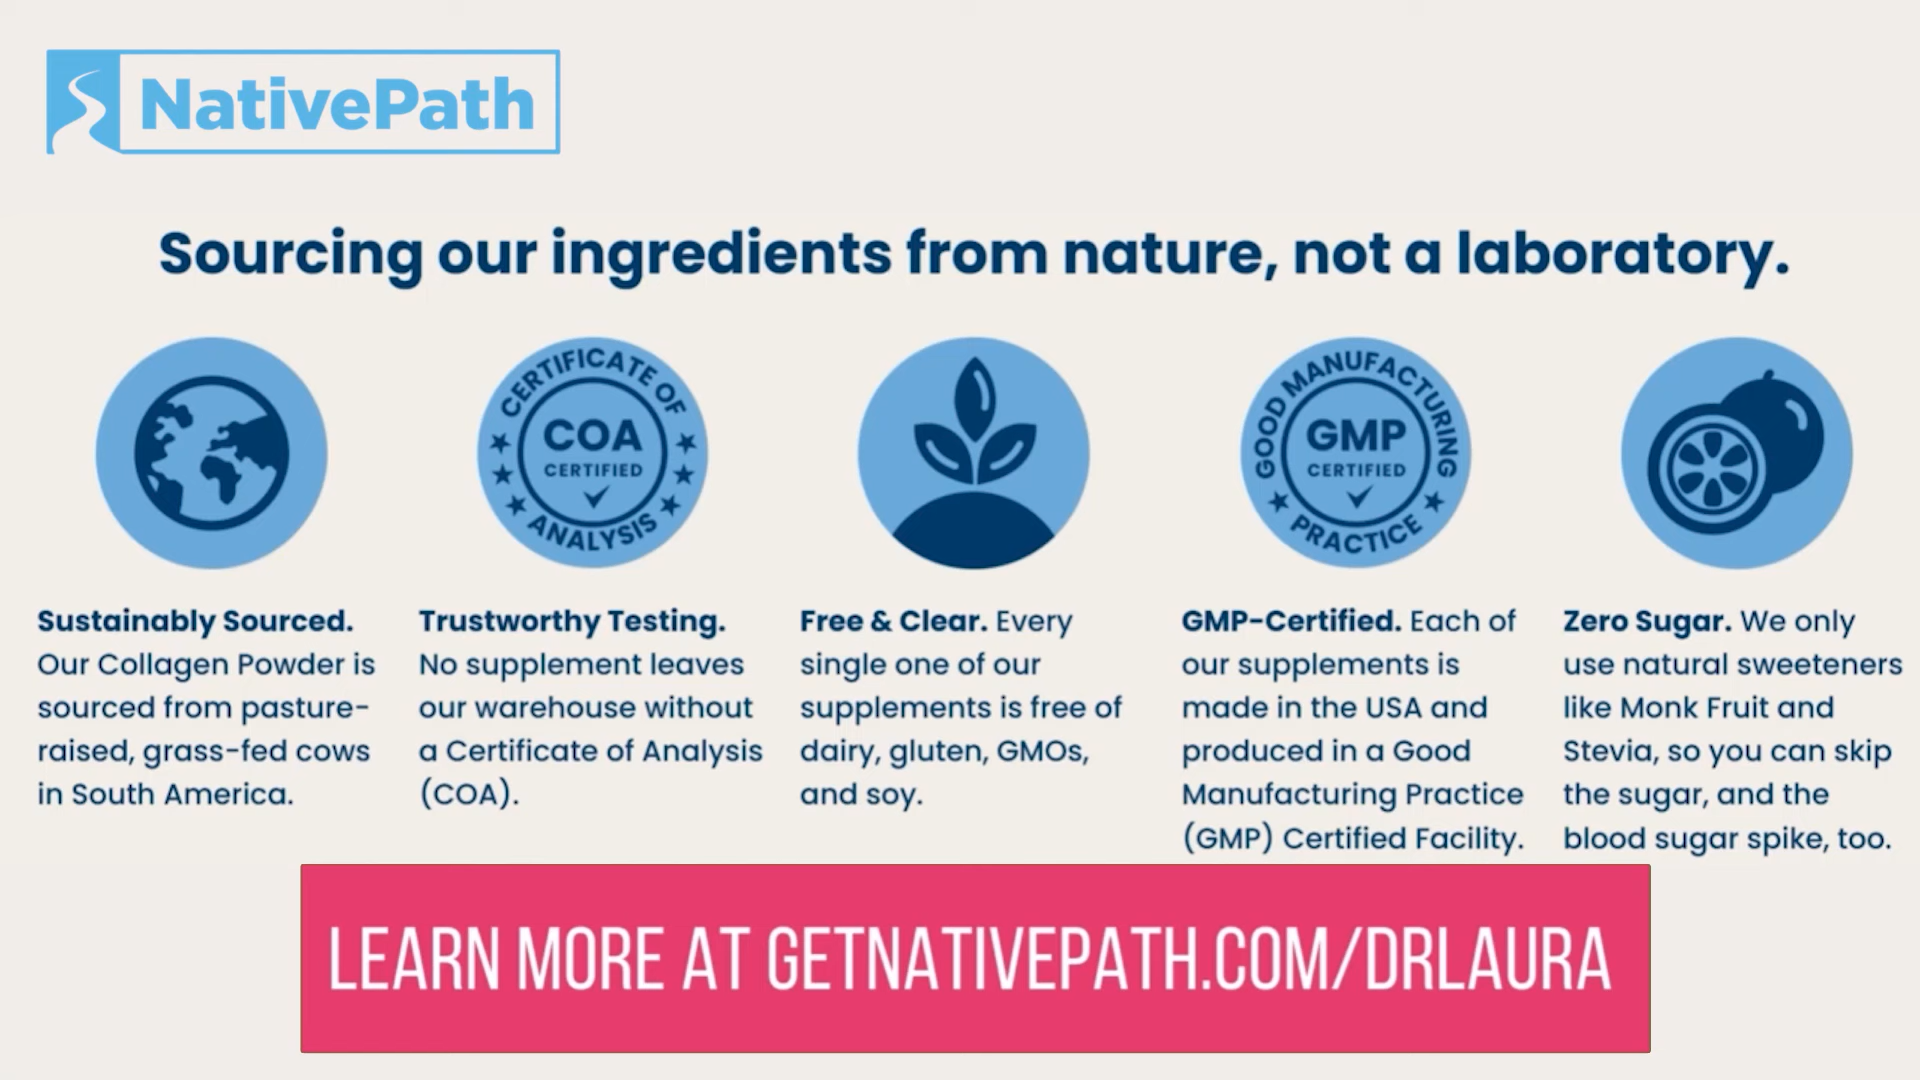 NativePath
Sourcing our ingredients from nature, not a laboratory.
CERTIFICATE OF
COA
CERTIFIED
ANALYSIS
GOOD MANUFACTURING
GMP
CERTIFIED
PRACTICE
Sustainably Sourced.
Our Collagen Powder is
sourced from pasture-
raised, grass-fed cows
in South America.
Trustworthy Testing.
No supplement leaves
our warehouse without
a Certificate of Analysis
(COA).
Free & Clear. Every
single one of our
supplements is free of
dairy, gluten, GMOs,
and soy.
GMP-Certified. Each of
our supplements is
made in the USA and
produced in a Good
Manufacturing Practice
(GMP) Certified Facility.
Zero Sugar. We only
use natural sweeteners
like Monk Fruit and
Stevia, so you can skip
the sugar, and the
blood sugar spike, too.
LEARN MORE AT GETNATIVEPATH.COM/DRLAURA